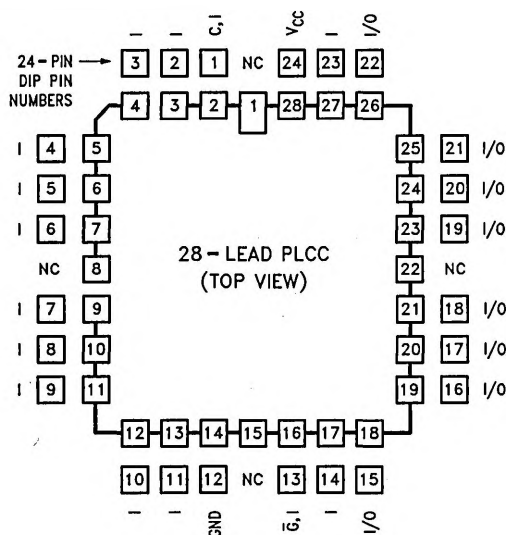 I I C,I VCC I I/O
24-PIN DIP PIN NUMBERS 3 2 1 NC 24 23 22
4 3 2 1 28 27 26
I 4 5 25 21 I/O
I 5 6 24 20 I/O
I 6 7 23 19 I/O
NC 8 22 NC
28-LEAD PLCC
(TOP VIEW)
I 7 9 21 18 I/O
I 8 10 20 17 I/O
I 9 11 19 16 I/O
12 13 14 15 16 17 18
10 11 12 NC 13 14 15
I I GND G̅,I I I/O